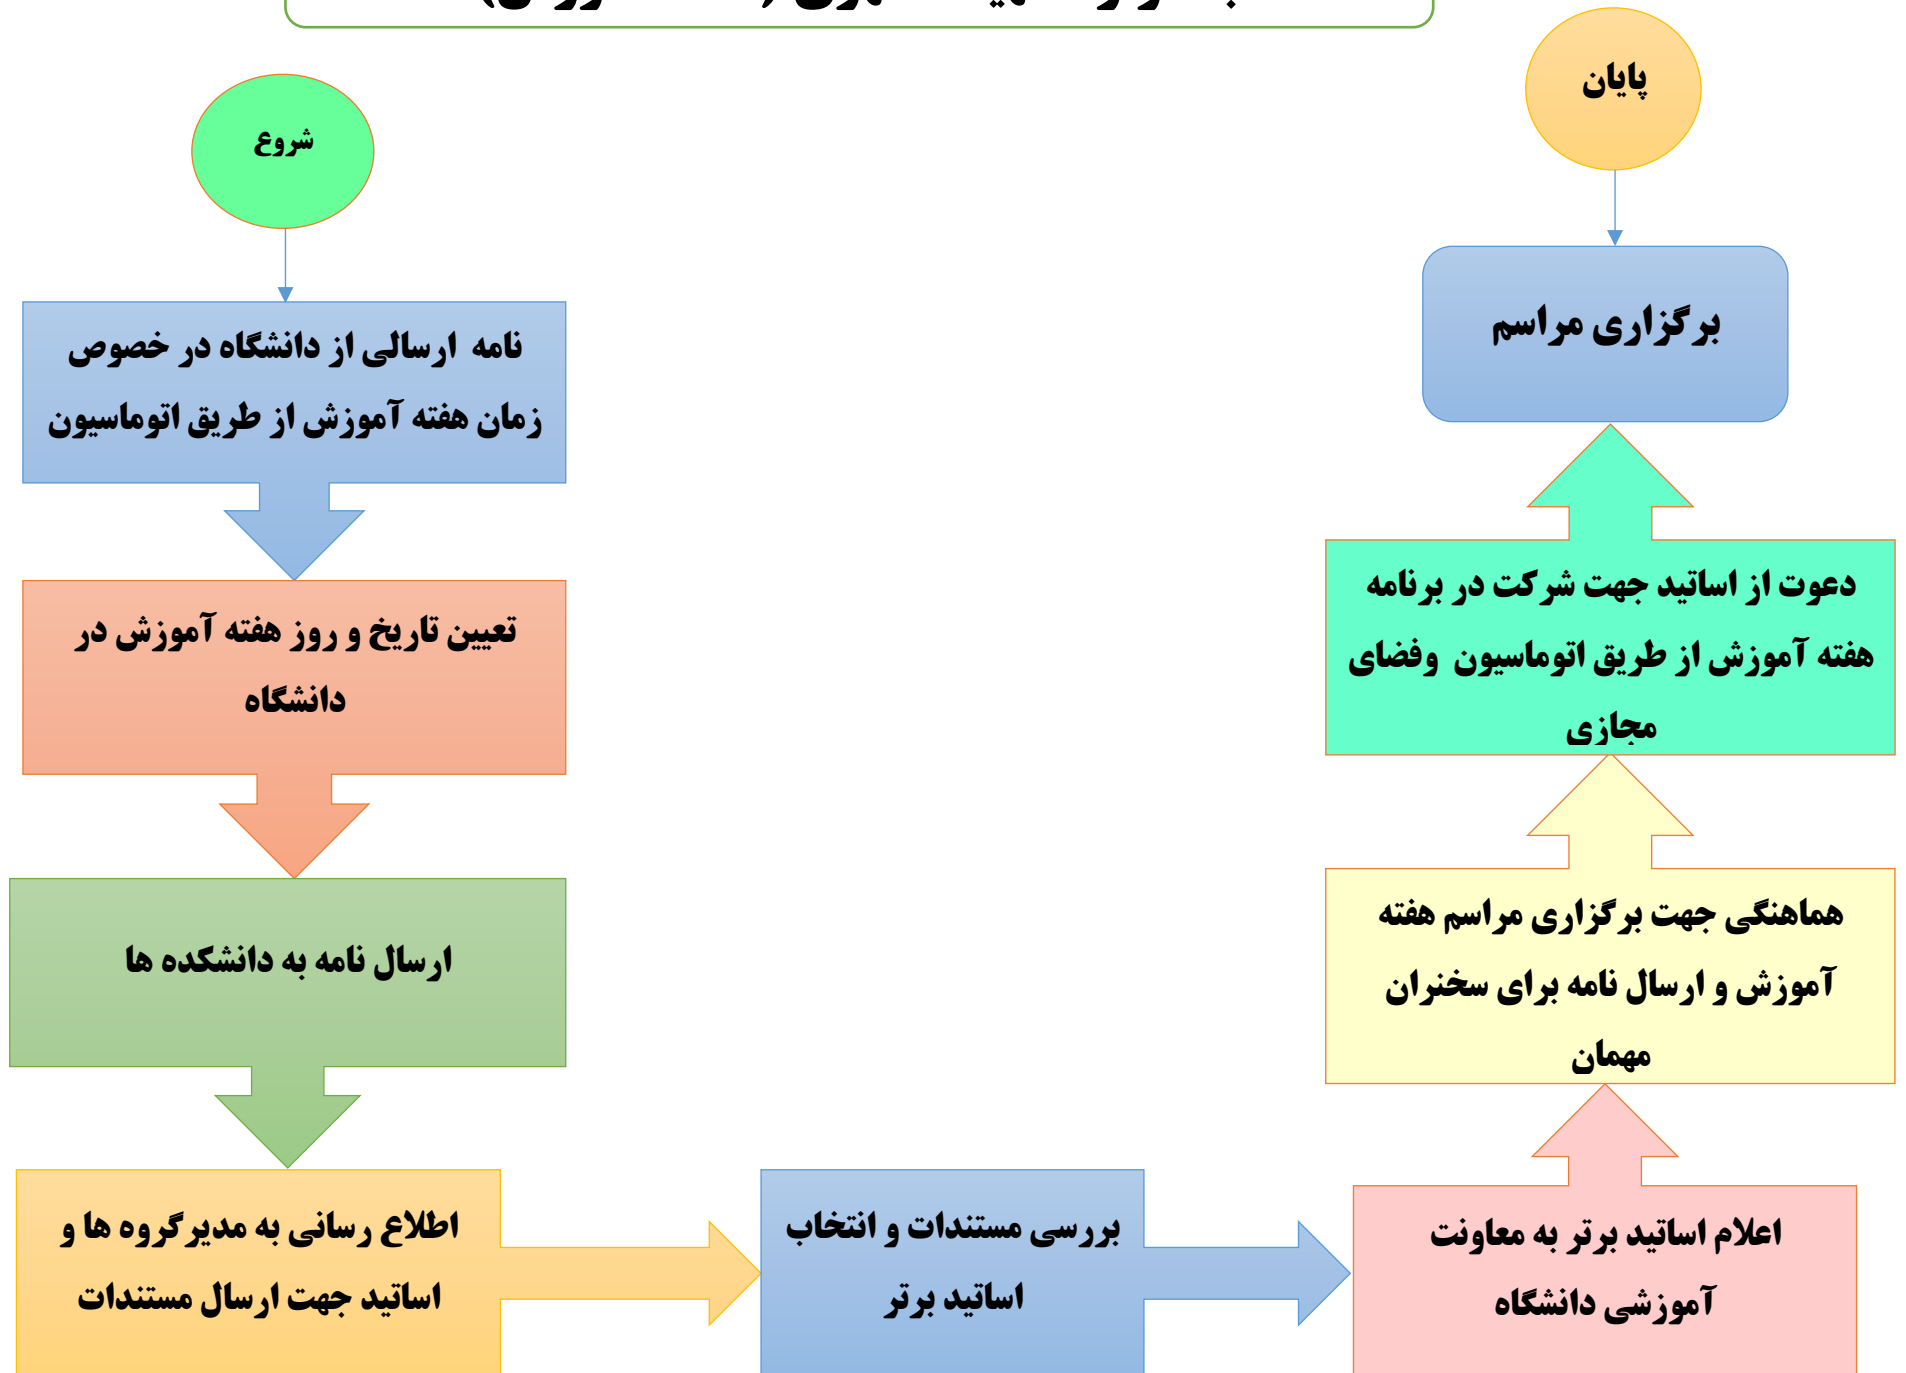 شروع
نامه ارسالی از دانشگاه در خصوص
زمان هفته آموزش از طریق اتوماسیون
تعیین تاریخ و روز هفته آموزش در
دانشگاه
ارسال نامه به دانشکده ها
اطلاع رسانی به مدیرگروه ها و
اساتید جهت ارسال مستندات
بررسی مستندات و انتخاب
اساتید برتر
اعلام اساتید برتر به معاونت
آموزشی دانشگاه
هماهنگی جهت برگزاری مراسم هفته
آموزش و ارسال نامه برای سخنران
مهمان
دعوت از اساتید جهت شرکت در برنامه
هفته آموزش از طریق اتوماسیون وفضای
مجازی
برگزاری مراسم
پایان